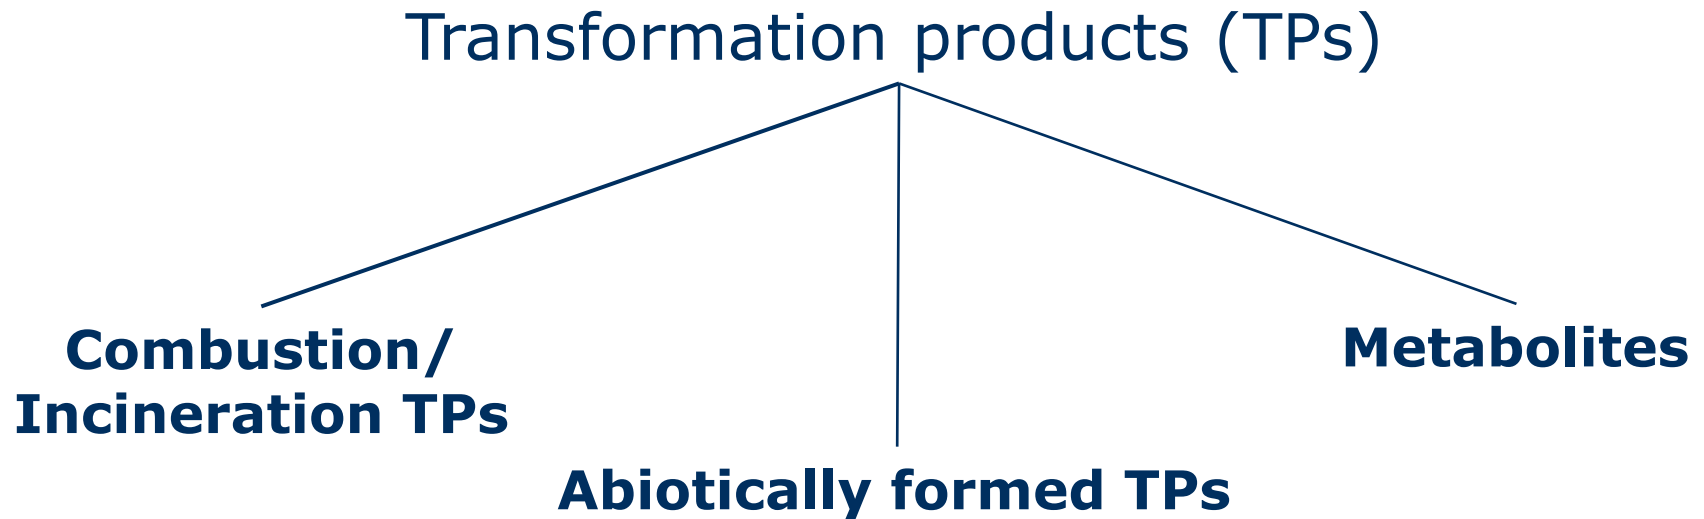 Transformation products (TPs)
Combustion/
Incineration TPs
Abiotically formed TPs
Metabolites